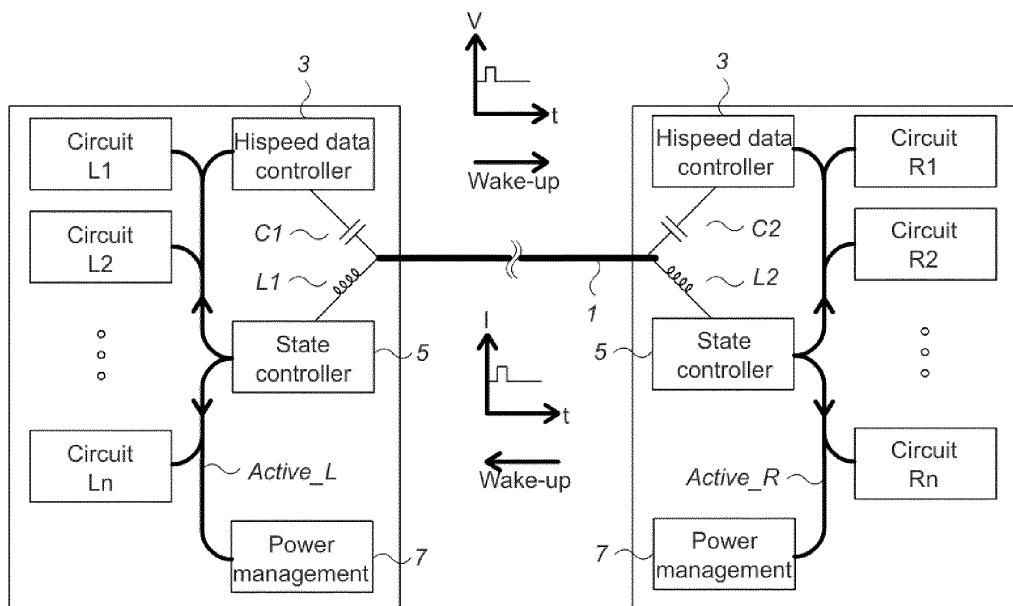 V
t
Wake-up
3
Circuit
L1
Hispeed data
controller
C1
Circuit
L2
L1
State
controller
5
Circuit
Ln
Active_L
Power
management
7
1
I
t
Wake-up
3
Hispeed data
controller
Circuit
R1
C2
Circuit
R2
L2
5
State
controller
Active_R
Circuit
Rn
7
Power
management